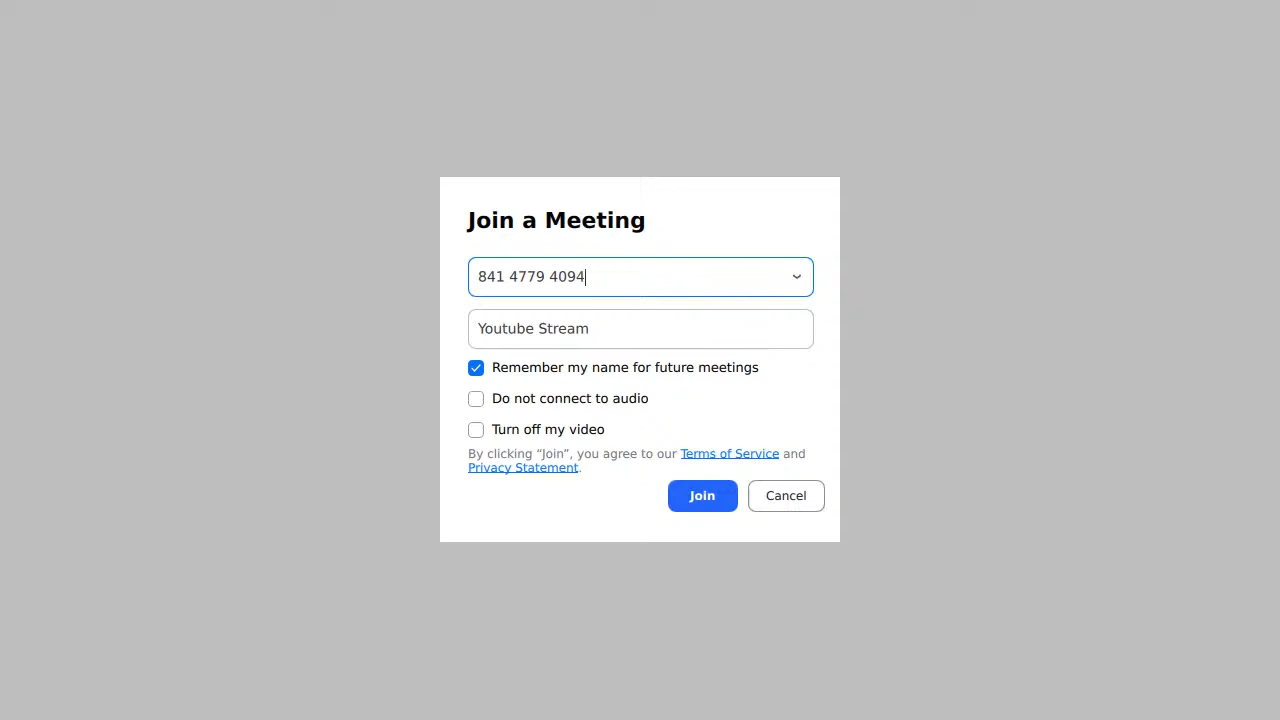 Join a Meeting
841 4779 4094
Youtube Stream
Remember my name for future meetings
Do not connect to audio
Turn off my video
By clicking “Join”, you agree to our Terms of Service and
Privacy Statement.
Join Cancel